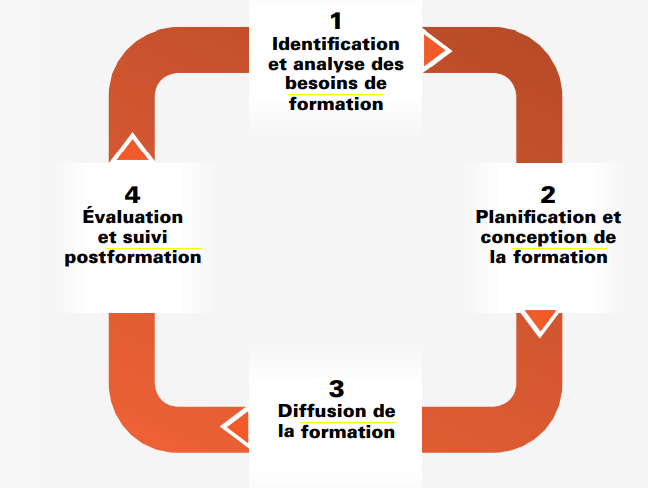 1
Identification
et analyse des
besoins de
formation
2
Planification et
conception de
la formation
3
Diffusion de
la formation
4
Évaluation
et suivi
postformation